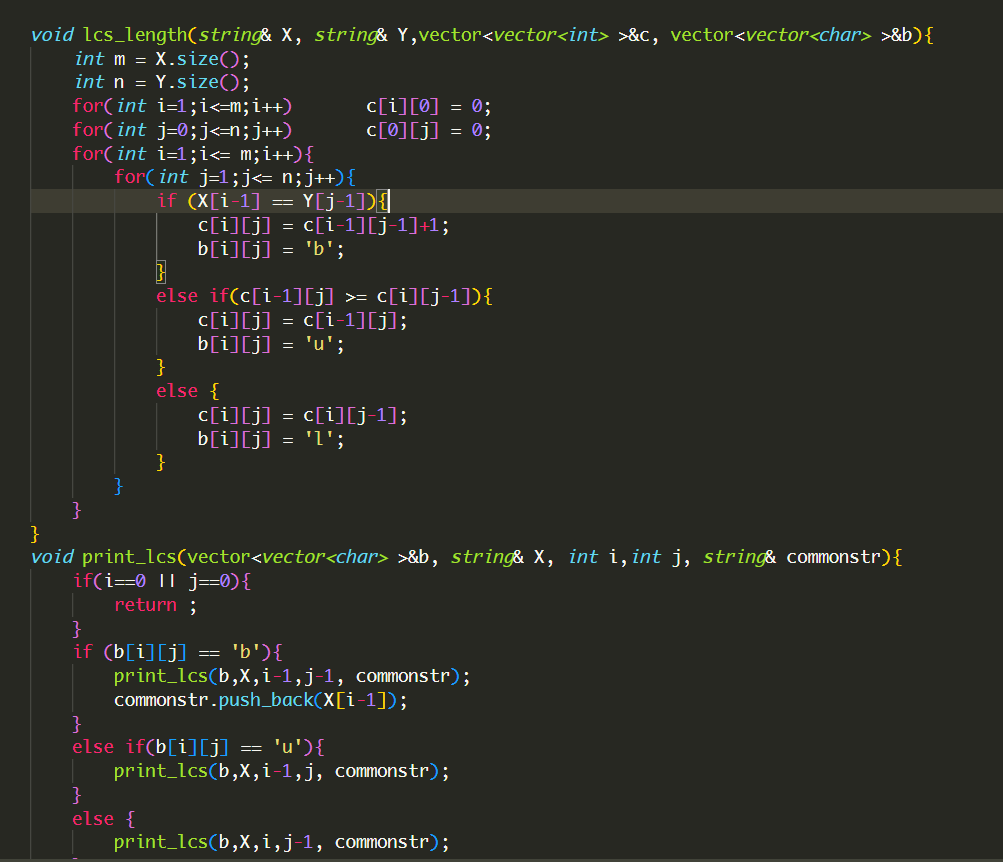 void lcs_length(string& X, string& Y,vector<vector<int> >&c, vector<vector<char> >&b){
    int m = X.size();
    int n = Y.size();
    for(int i=1;i<=m;i++)       c[i][0] = 0;
    for(int j=0;j<=n;j++)       c[0][j] = 0;
    for(int i=1;i<= m;i++){
        for(int j=1;j<= n;j++){
            if (X[i-1] == Y[j-1]){
                c[i][j] = c[i-1][j-1]+1;
                b[i][j] = 'b';
            }
            else if(c[i-1][j] >= c[i][j-1]){
                c[i][j] = c[i-1][j];
                b[i][j] = 'u';
            }
            else {
                c[i][j] = c[i][j-1];
                b[i][j] = 'l';
            }
        }
    }
}
void print_lcs(vector<vector<char> >&b, string& X, int i,int j, string& commonstr){
    if(i==0 || j==0){
        return ;
    }
    if (b[i][j] == 'b'){
        print_lcs(b,X,i-1,j-1, commonstr);
        commonstr.push_back(X[i-1]);
    }
    else if(b[i][j] == 'u'){
        print_lcs(b,X,i-1,j, commonstr);
    }
    else {
        print_lcs(b,X,i,j-1, commonstr);